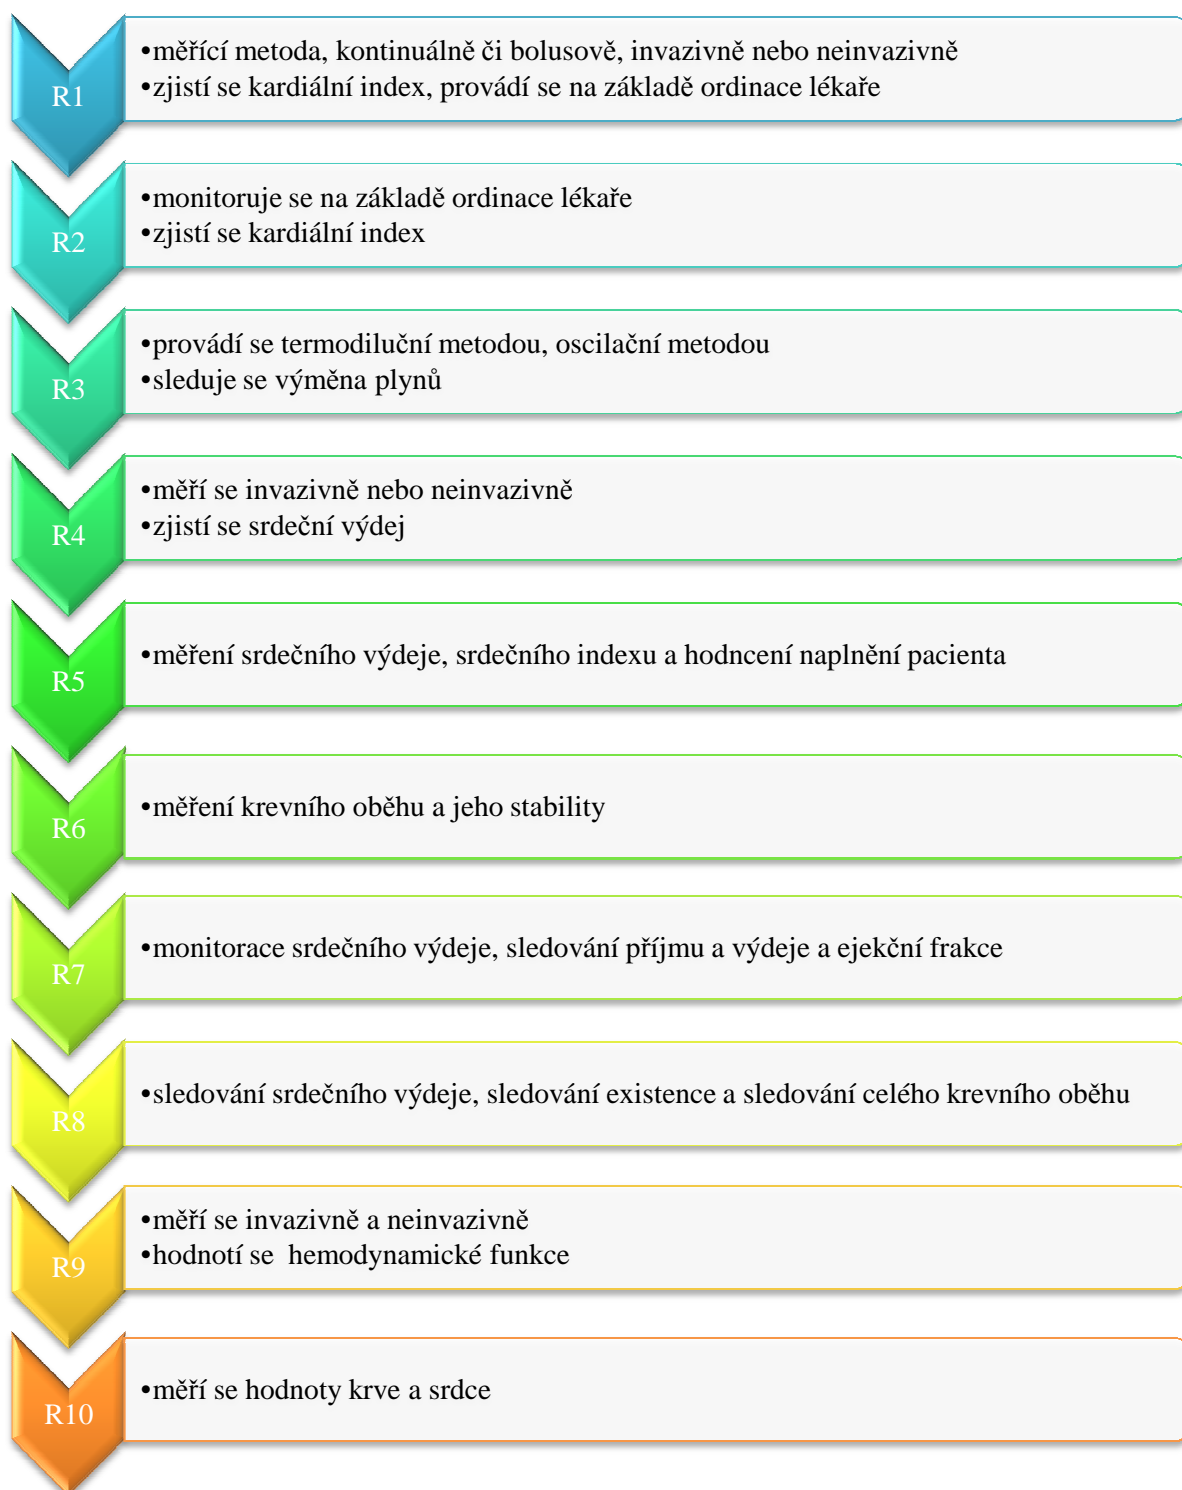 R1
•měřící metoda, kontinuálně či bolusově, invazivně nebo neinvazivně
•zjistí se kardiální index, provádí se na základě ordinace lékaře
R2
•monitoruje se na základě ordinace lékaře
•zjistí se kardiální index
R3
•provádí se termodiluční metodou, oscilační metodou
•sleduje se výměna plynů
R4
•měří se invazivně nebo neinvazivně
•zjistí se srdeční výdej
R5
•měření srdečního výdeje, srdečního indexu a hodncení naplnění pacienta
R6
•měření krevního oběhu a jeho stability
R7
•monitorace srdečního výdeje, sledování příjmu a výdeje a ejekční frakce
R8
•sledování srdečního výdeje, sledování existence a sledování celého krevního oběhu
R9
•měří se invazivně a neinvazivně
•hodnotí se  hemodynamické funkce
R10
•měří se hodnoty krve a srdce